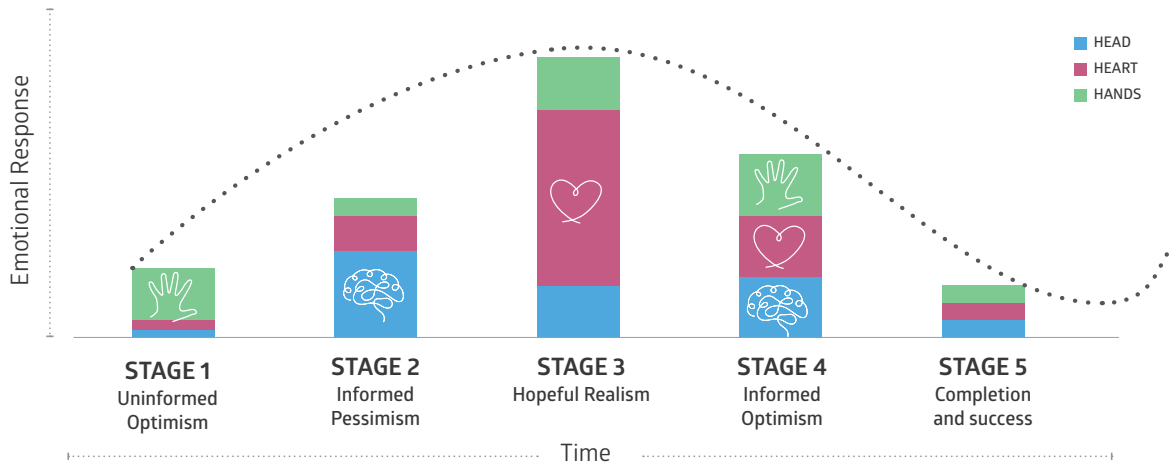 Emotional Response
HEAD
HEART
HANDS
STAGE 1
Uninformed
Optimism
STAGE 2
Informed
Pessimism
STAGE 3
Hopeful Realism
STAGE 4
Informed
Optimism
STAGE 5
Completion
and success
Time